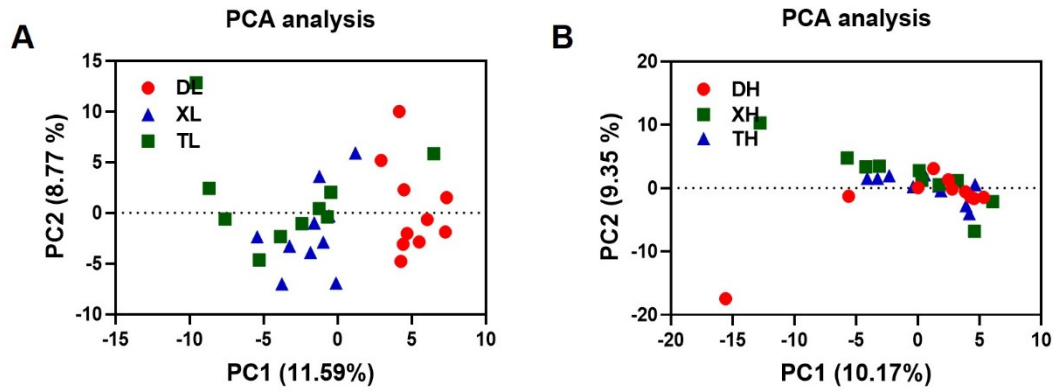 A
PCA analysis
DL
XL
TL
PC2 (8.77 %)
15
10
5
0
-5
-10
-15
-10
-5
0
5
10
PC1 (11.59%)
B
PCA analysis
DH
XH
TH
PC2 (9.35 %)
20
10
0
-10
-20
-20
-15
-10
-5
0
5
10
PC1 (10.17%)